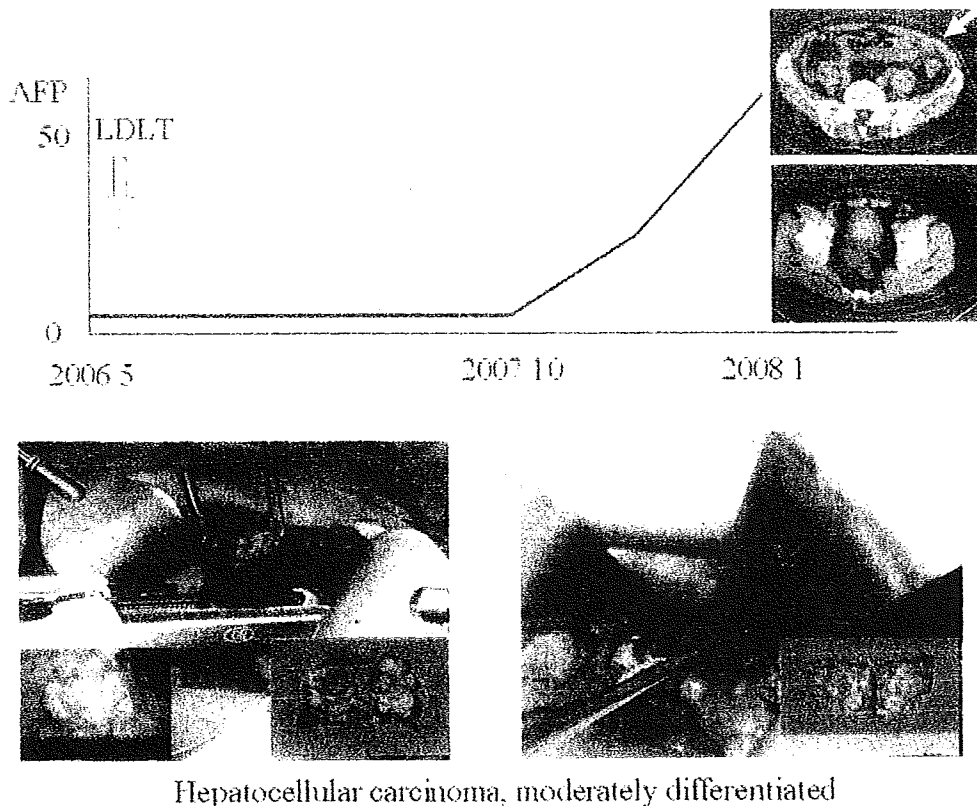 AFP
50
LDLT
0
2006 5
2007 10
2008 1
Hepatocellular carcinoma, moderately differentiated